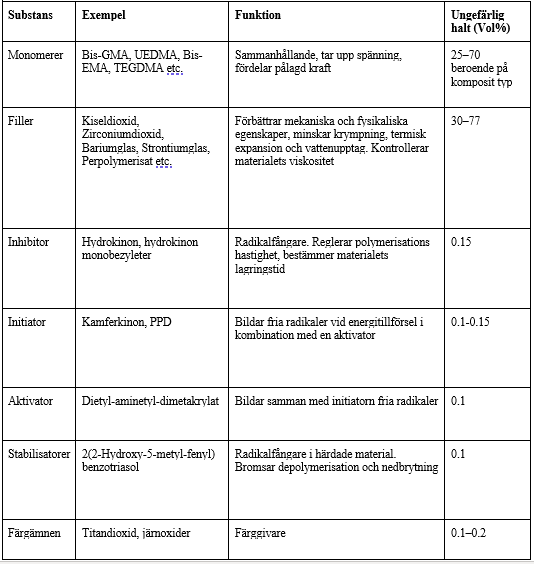 Substans
Exempel
Funktion
Ungefärlig
halt (Vol%)
Monomerer
Bis-GMA, UEDMA, Bis-
EMA, TEGDMA etc.
Sammanhållande, tar upp spänning,
fördelar pålagd kraft
25–70
beroende på
komposit typ
Filler
Kiseldioxid,
Zirconiumdioxid,
Bariumglas, Strontiumglas,
Perpolymerisat etc.
Förbättrar mekaniska och fysikaliska
egenskaper, minskar krympning, termisk
expansion och vattenupptag. Kontrollerar
materialets viskositet
30–77
Inhibitor
Hydrokinon, hydrokinon
monobezyleter
Radikalfångare. Reglerar polymerisations
hastighet, bestämmer materialets
lagringstid
0.15
Initiator
Kamferkinon, PPD
Bildar fria radikaler vid energitillförsel i
kombination med en aktivator
0.1-0.15
Aktivator
Dietyl-aminetyl-dimetakrylat
Bildar samman med initiatorn fria radikaler
0.1
Stabilisatorer
2(2-Hydroxy-5-metyl-fenyl)
benzotriasol
Radikalfångare i härdade material.
Bromsar depolymerisation och nedbrytning
0.1
Färgämnen
Titandioxid, järnoxider
Färggivare
0.1–0.2